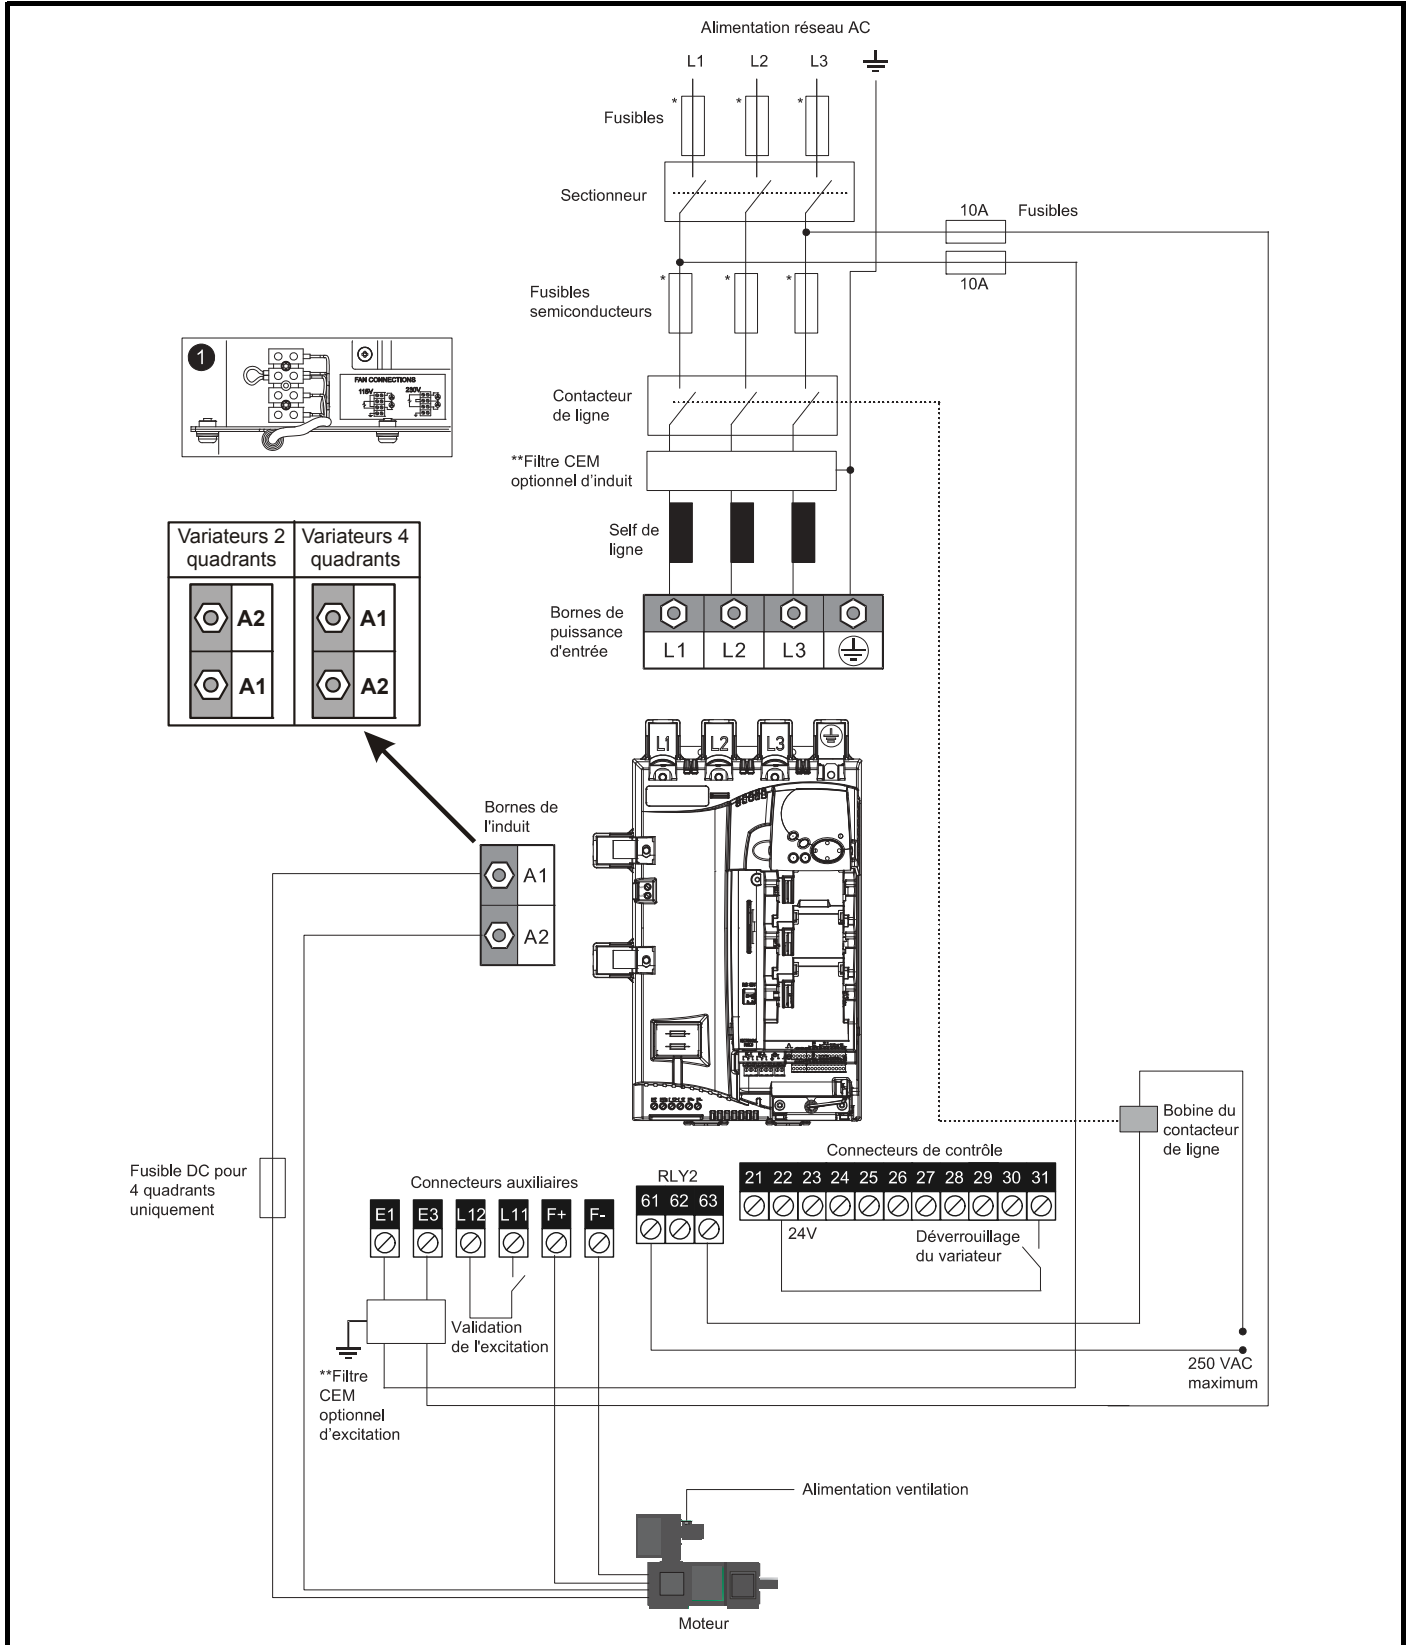 Alimentation réseau AC
L1 L2 L3
* * *
Fusibles
Sectionneur
10A Fusibles
10A
* * *
Fusibles
semiconducteurs
1
FAN CONNECTIONS
115V 230V
Contacteur
de ligne
**Filtre CEM
optionnel d'induit
Self de
ligne
Variateurs 2
quadrants
Variateurs 4
quadrants
A2 A1
A1 A2
Bornes de
puissance
d'entrée
L1 L2 L3
L1 L2 L3
Bornes de
l'induit
A1
A2
Bobine du
contacteur
de ligne
Connecteurs de contrôle
21 22 23 24 25 26 27 28 29 30 31
24V
Déverrouillage
du variateur
RLY2
61 62 63
Connecteurs auxiliaires
E1 E3 L12 L11 F+ F-
Fusible DC pour
4 quadrants
uniquement
Validation
de l'excitation
**Filtre
CEM
optionnel
d'excitation
250 VAC
maximum
Alimentation ventilation
Moteur